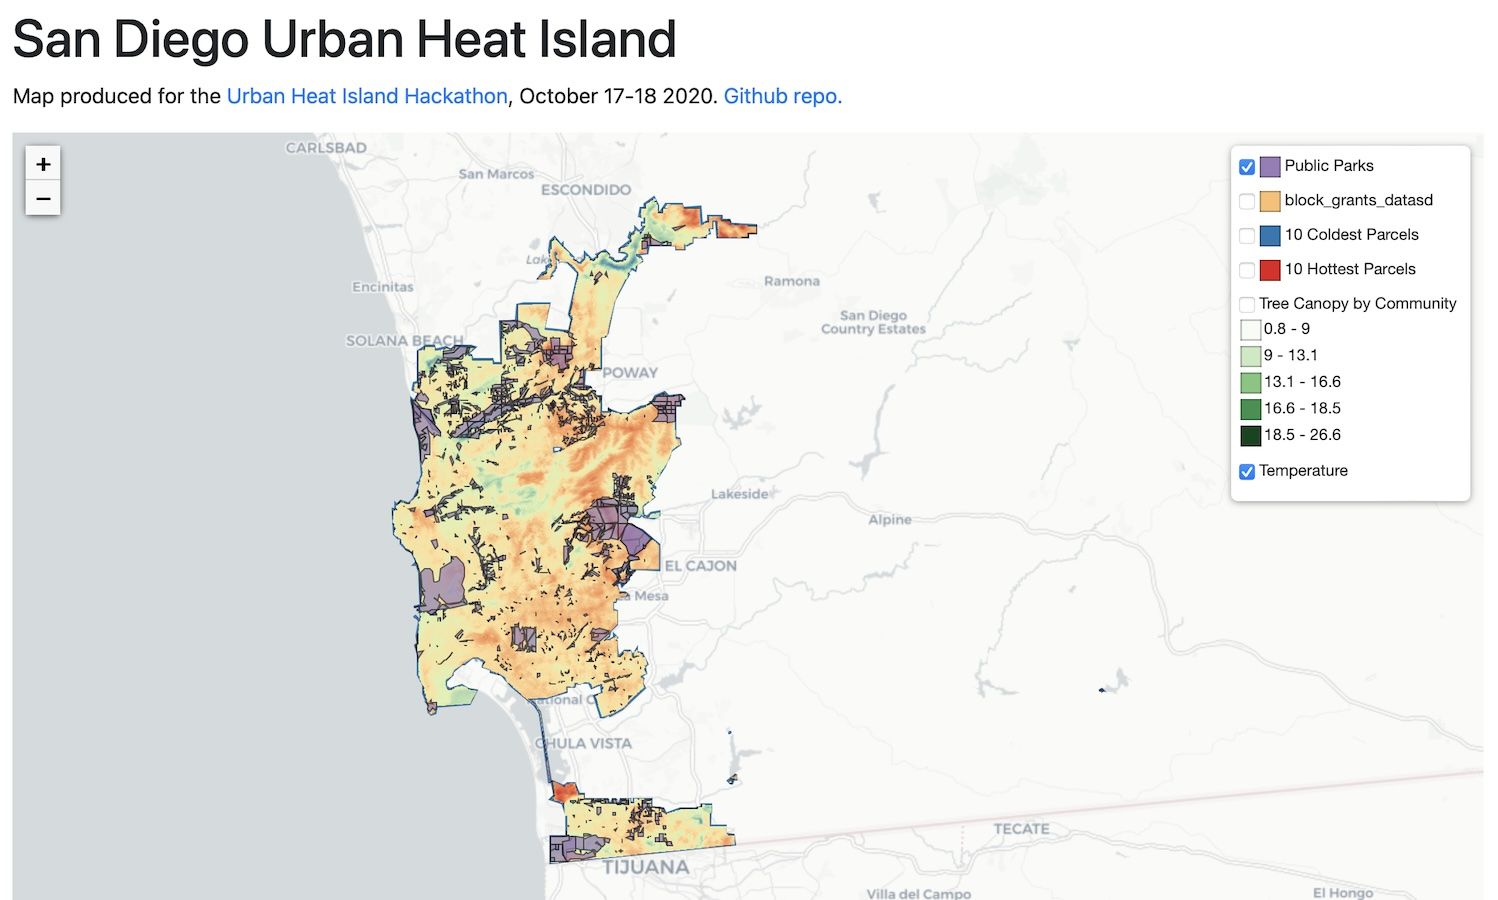 San Diego Urban Heat Island
Map produced for the Urban Heat Island Hackathon, October 17-18 2020. Github repo.
+
−
CARLSBAD
San Marcos
ESCONDIDO
Lak
Encinitas
Ramona
San Diego
Country Estates
SOLANA BEACH
POWAY
Lakeside
Alpine
EL CAJON
La Mesa
National C
CHULA VISTA
TECATE
TIJUANA
Villa del Campo
El Hongo
Public Parks
block_grants_datasd
10 Coldest Parcels
10 Hottest Parcels
Tree Canopy by Community
0.8 - 9
9 - 13.1
13.1 - 16.6
16.6 - 18.5
18.5 - 26.6
Temperature